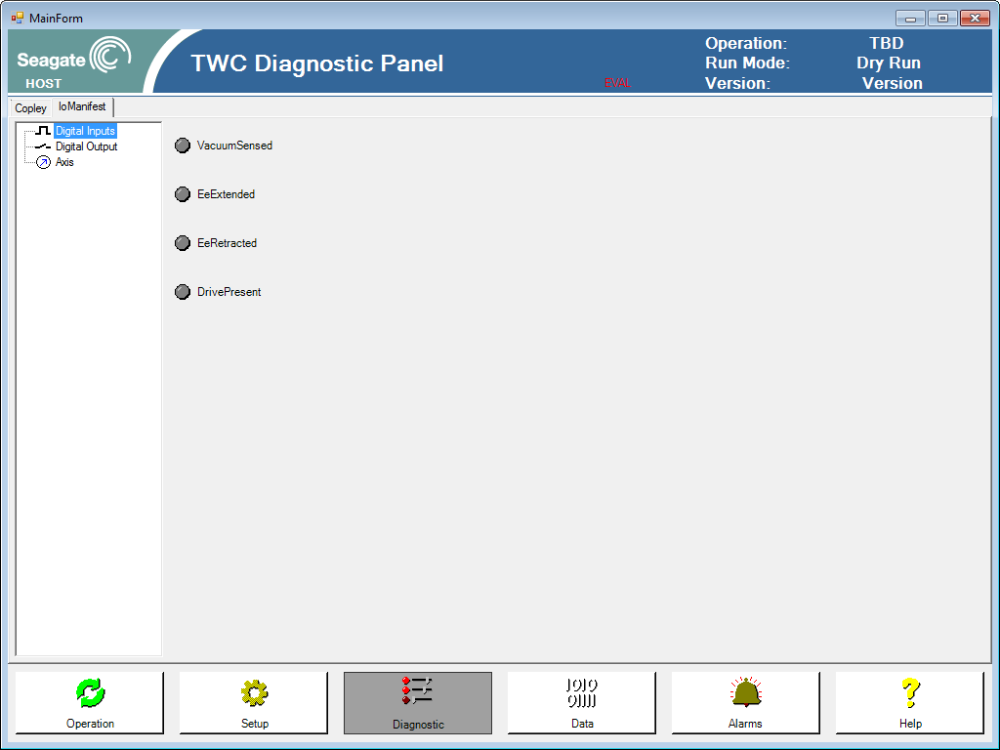 MainForm
Seagate
HOST
TWC Diagnostic Panel
EVAL
Operation: TBD
Run Mode: Dry Run
Version: Version
Copley IoManifest
Digital Inputs
Digital Output
Axis
VacuumSensed
EeExtended
EeRetracted
DrivePresent
Operation Setup Diagnostic Data Alarms Help